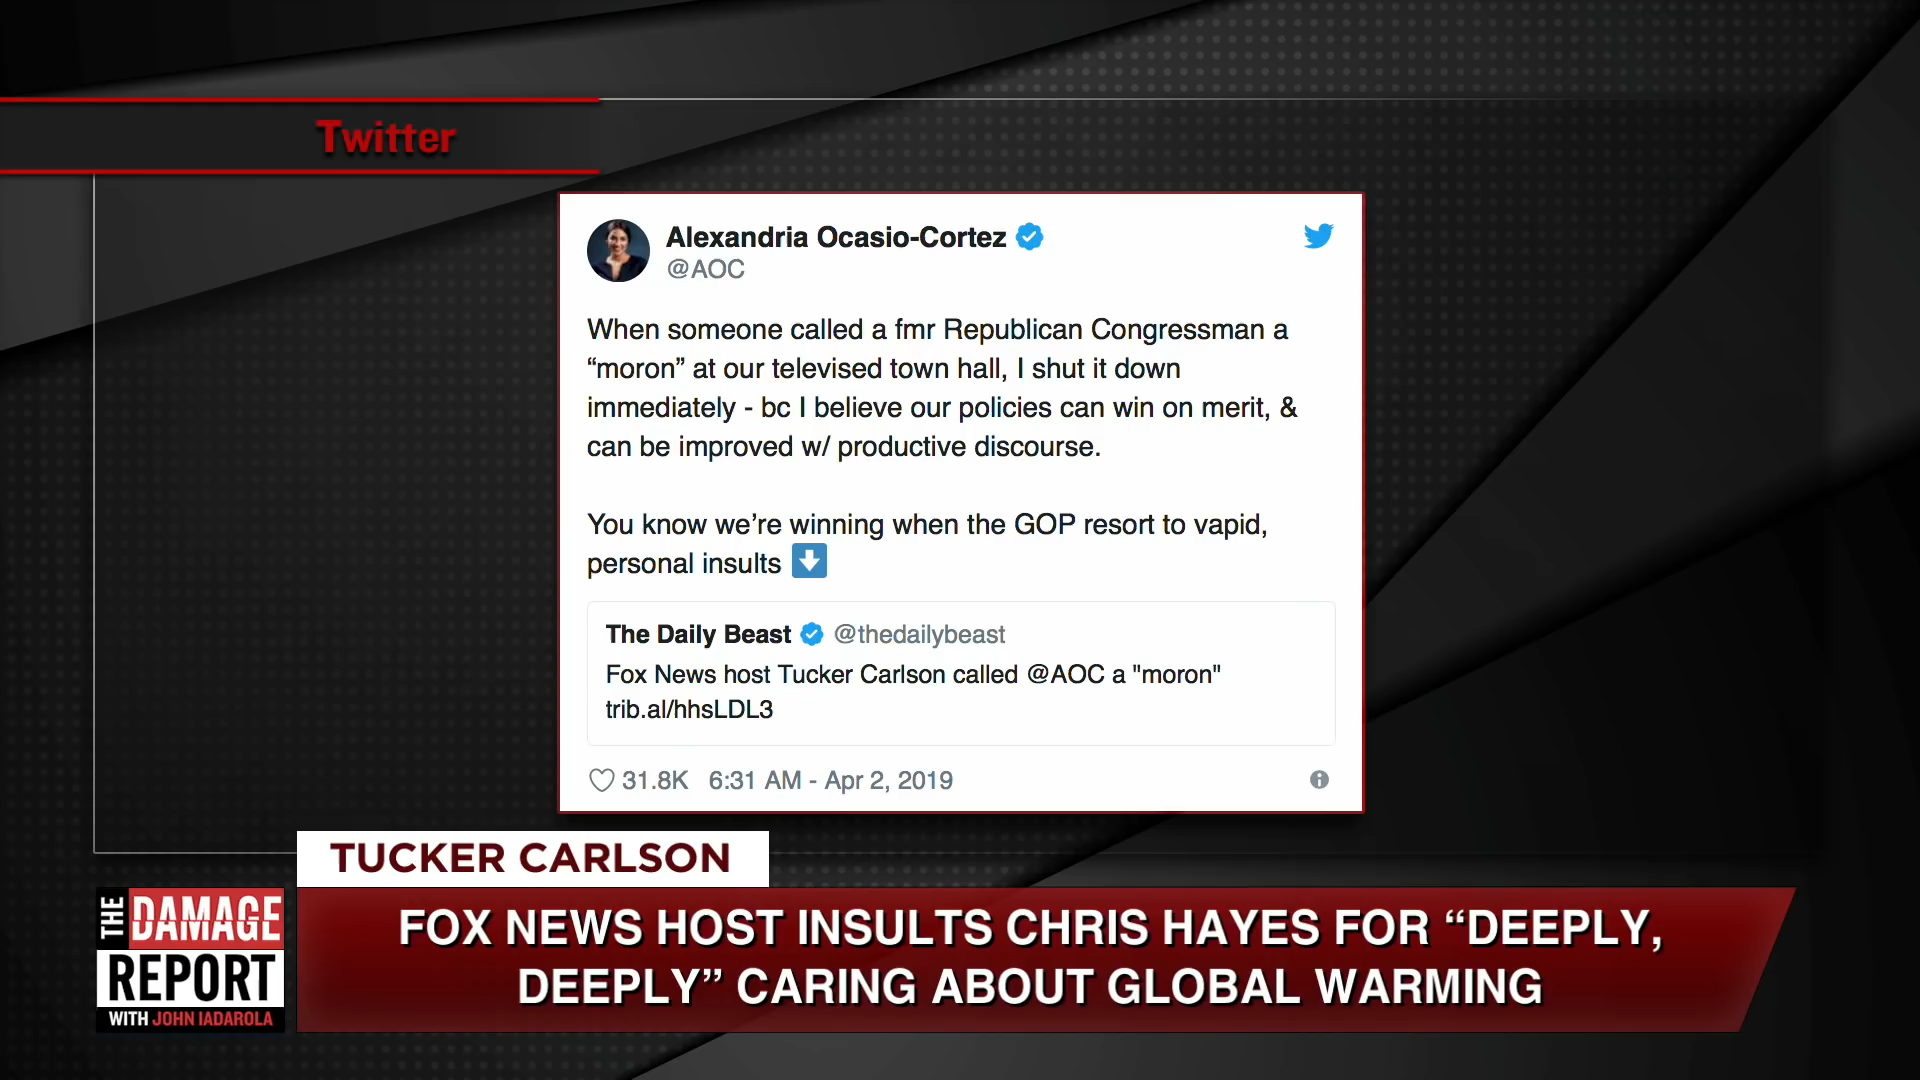 Twitter
Alexandria Ocasio-Cortez
@AOC
When someone called a fmr Republican Congressman a
“moron” at our televised town hall, I shut it down
immediately - bc I believe our policies can win on merit, &
can be improved w/ productive discourse.
You know we’re winning when the GOP resort to vapid,
personal insults
The Daily Beast @thedailybeast
Fox News host Tucker Carlson called @AOC a "moron"
trib.al/hhsLDL3
31.8K 6:31 AM - Apr 2, 2019
TUCKER CARLSON
FOX NEWS HOST INSULTS CHRIS HAYES FOR “DEEPLY,
DEEPLY” CARING ABOUT GLOBAL WARMING
THE DAMAGE
REPORT
WITH JOHN IADAROLA